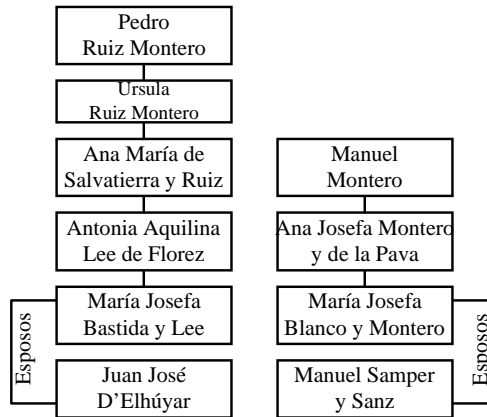 Pedro
Ruiz Montero
Ursula
Ruiz Montero
Ana María de
Salvatierra y Ruiz
Antonia Aquilina
Lee de Florez
María Josefa
Bastida y Lee
Juan José
D'Elhúyar
Esposos
Manuel
Montero
Ana Josefa Montero
y de la Pava
María Josefa
Blanco y Montero
Manuel Samper
y Sanz
Esposos